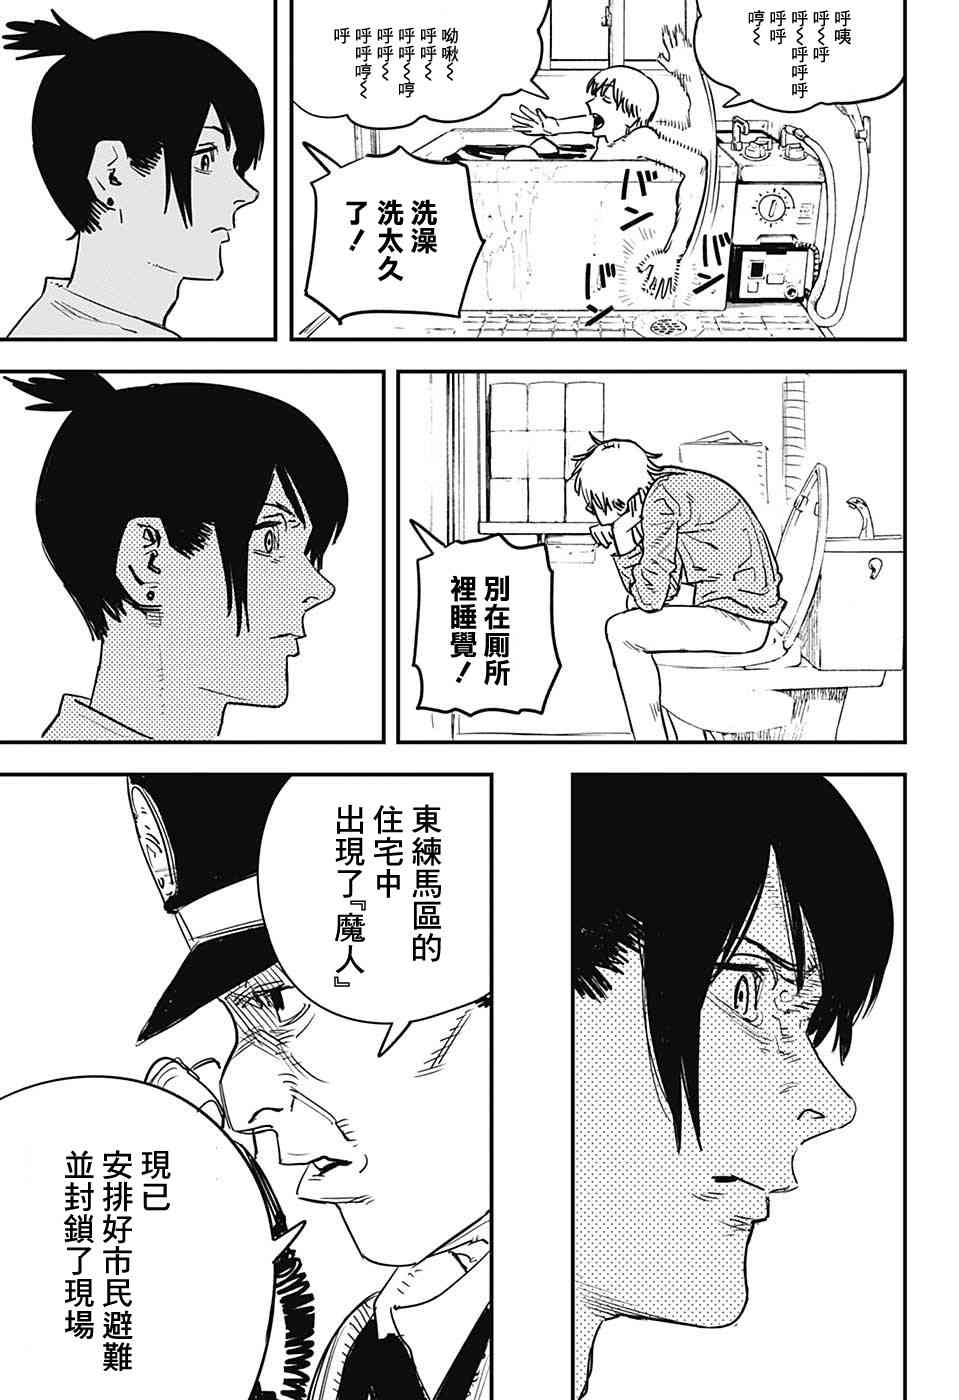 呼咦
呼～呼
呼～呼呼呼
呼呼
哼～
呦啾～
呼呼～
呼呼～哼
呼呼～
呼呼哼～
呼
洗澡
洗太久
了！
バン
バン
別在厠所
裡睡覺！
東練馬區的
住宅中
出現了『魔人』
現已
安排好市民避難
並封鎖了現場